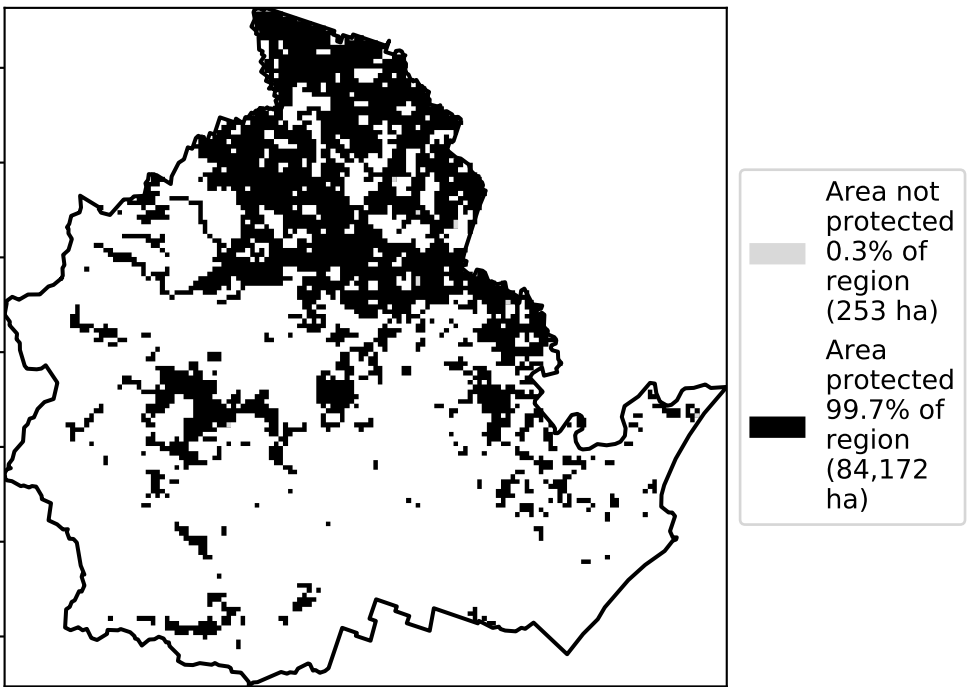 Area not
protected
0.3% of
region
(253 ha)
Area
protected
99.7% of
region
(84,172
ha)